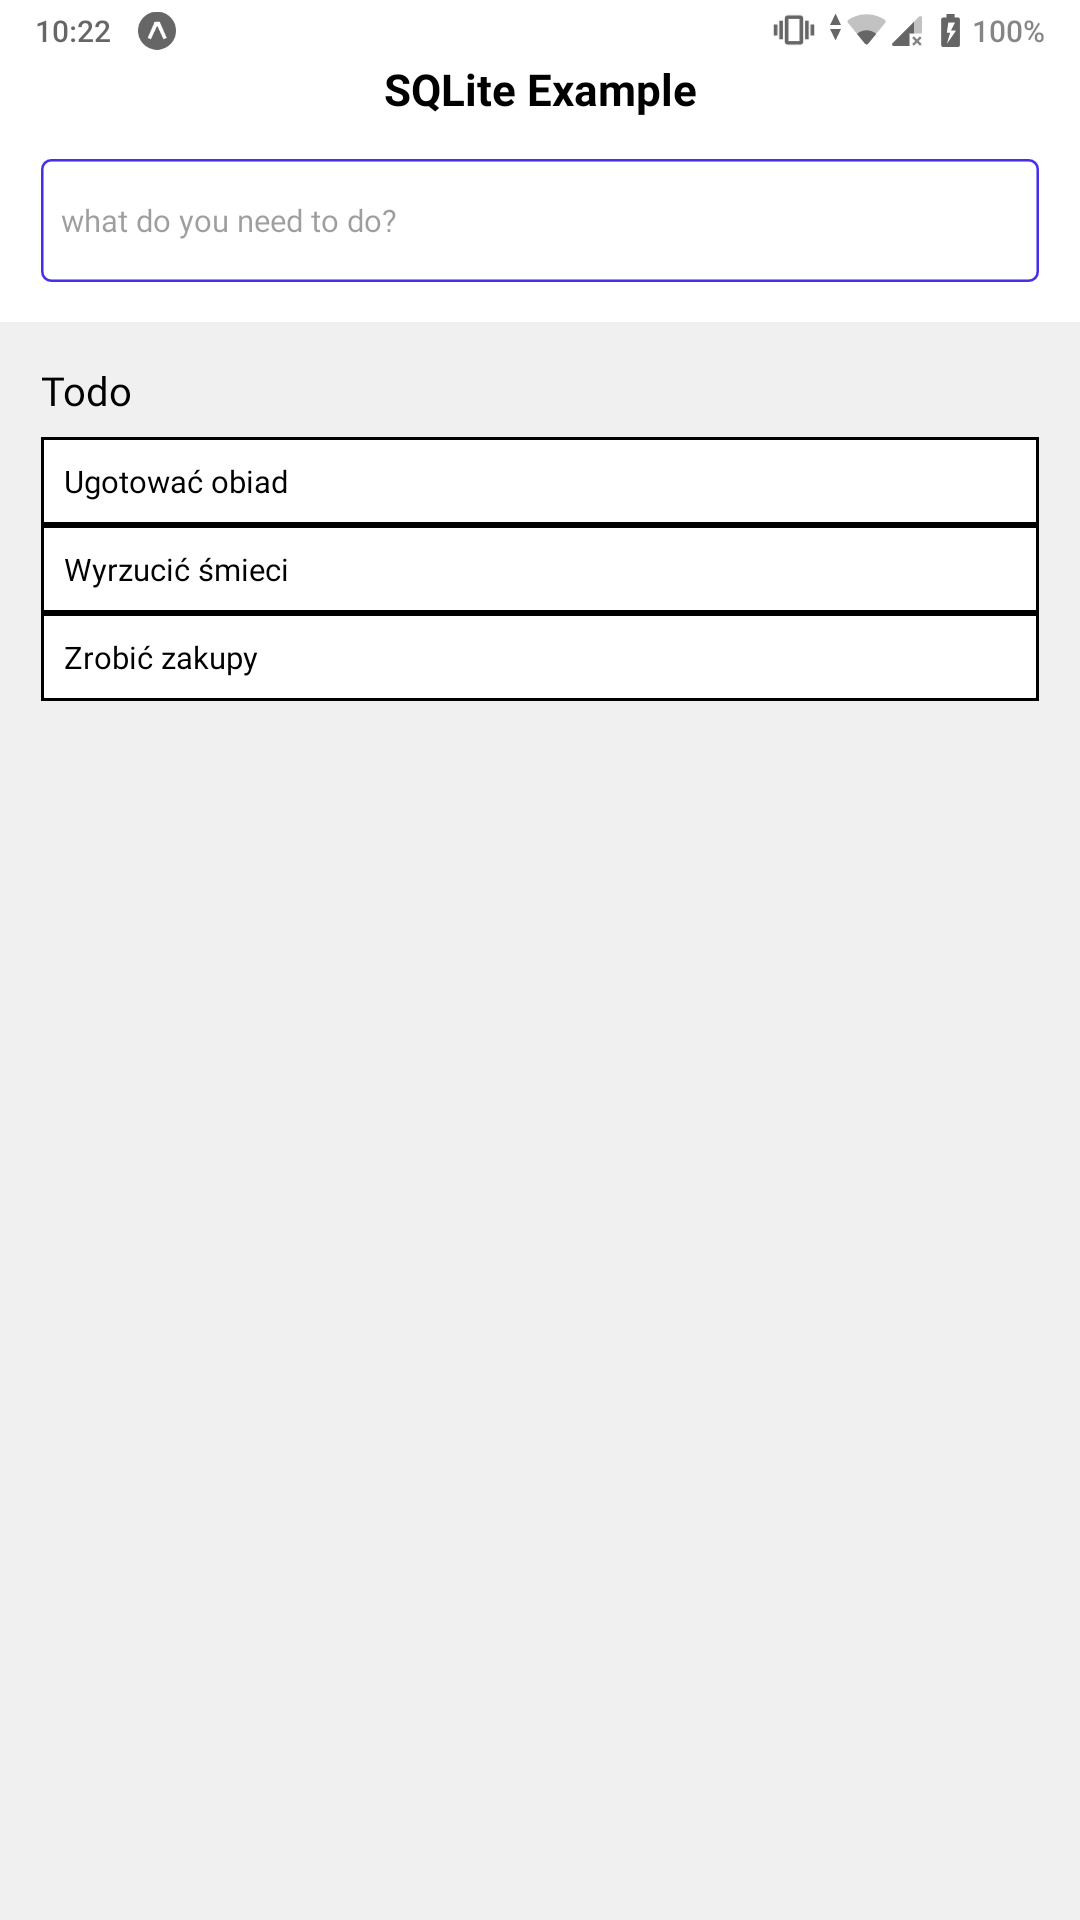 10:22 100%
SQLite Example
what do you need to do?
Todo
Ugotować obiad
Wyrzucić śmieci
Zrobić zakupy